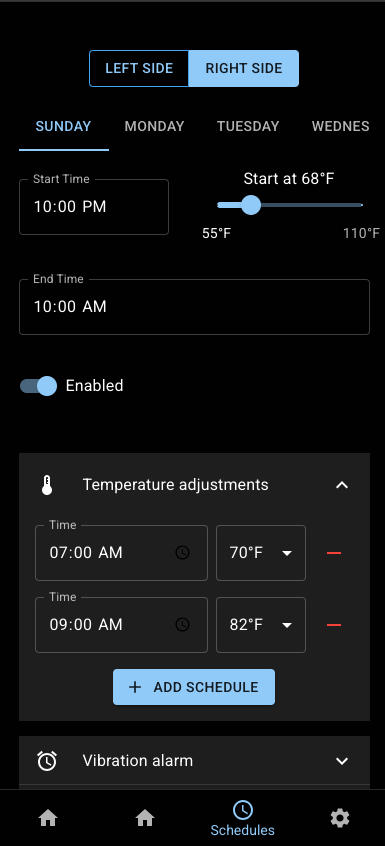 LEFT SIDE RIGHT SIDE
SUNDAY MONDAY TUESDAY WEDNES
Start Time
10:00 PM
Start at 68°F
55°F 110°F
End Time
10:00 AM
Enabled
Temperature adjustments
Time
07:00 AM 70°F
Time
09:00 AM 82°F
ADD SCHEDULE
Vibration alarm
Schedules